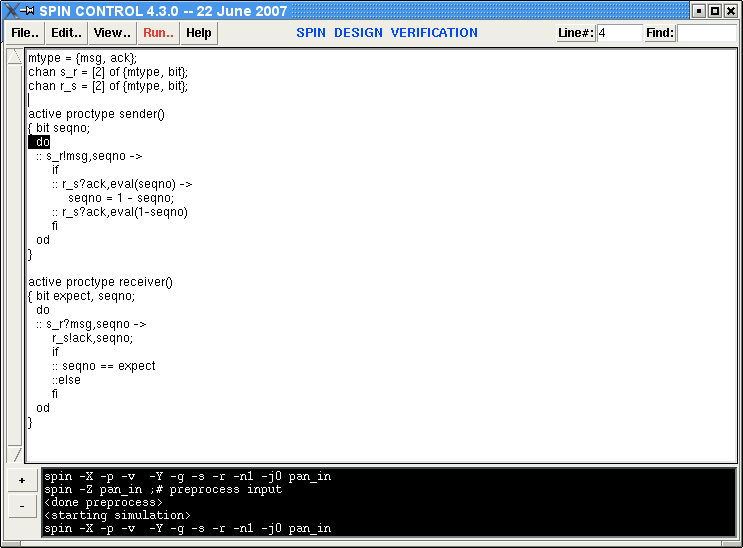 SPIN CONTROL 4.3.0 -- 22 June 2007
File.. Edit.. View.. Run.. Help SPIN DESIGN VERIFICATION Line#: 4 Find:
mtype = {msg, ack};
chan s_r = [2] of {mtype, bit};
chan r_s = [2] of {mtype, bit};
active proctype sender()
{ bit seqno;
do
:: s_r!msg,seqno ->
if
:: r_s?ack,eval(seqno) ->
seqno = 1 - seqno;
:: r_s?ack,eval(1-seqno)
fi
od
}
active proctype receiver()
{ bit expect, seqno;
do
:: s_r?msg,seqno ->
r_s!ack,seqno;
if
:: seqno == expect
::else
fi
od
}
+
-
spin -X -p -v -Y -g -s -r -n1 -j0 pan_in
spin -Z pan_in ;# preprocess input
<done preprocess>
<starting simulation>
spin -X -p -v -Y -g -s -r -n1 -j0 pan_in